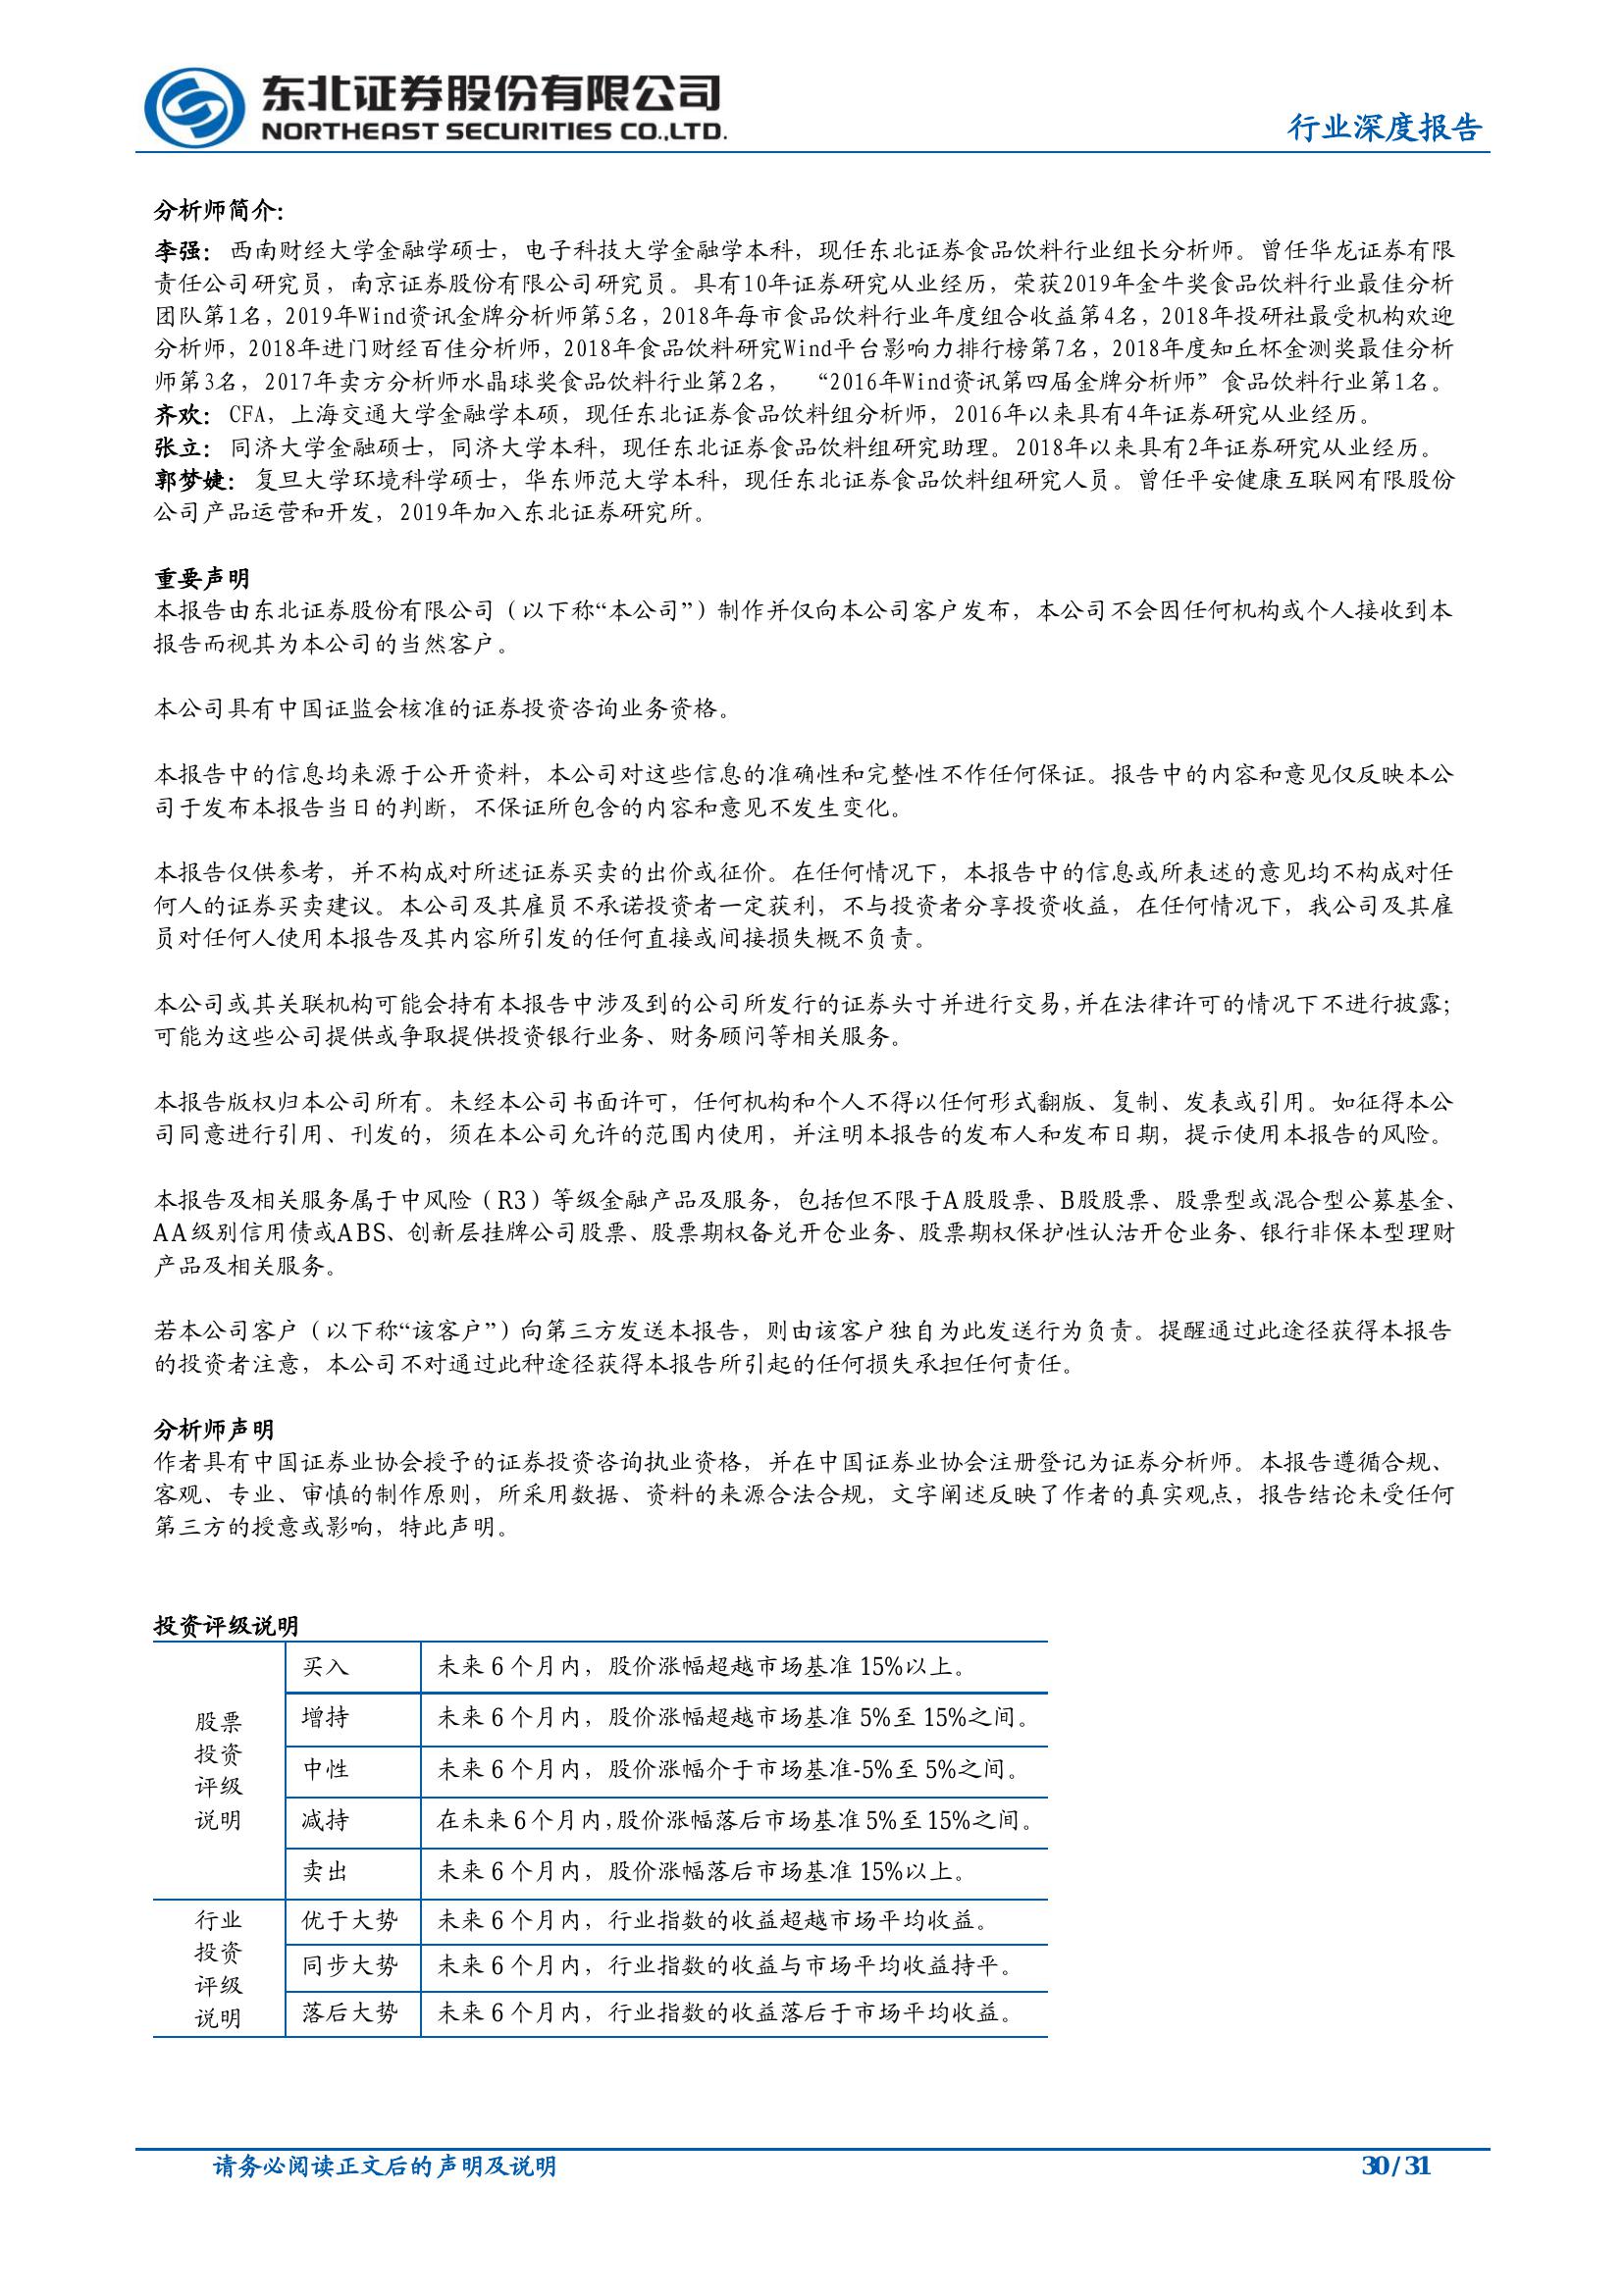 东北证券股份有限公司
NORTHEAST SECURITIES CO.,LTD.
行业深度报告
分析师简介:
李强：西南财经大学金融学硕士，电子科技大学金融学本科，现任东北证券食品饮料行业组长分析师。曾任华龙证券有限
责任公司研究员，南京证券股份有限公司研究员。具有10年证券研究从业经历，荣获2019年金牛奖食品饮料行业最佳分析
团队第1名，2019年Wind资讯金牌分析师第5名，2018年每市食品饮料行业年度组合收益第4名，2018年投研社最受机构欢迎
分析师，2018年进门财经百佳分析师，2018年食品饮料研究Wind平台影响力排行榜第7名，2018年度知丘杯金测奖最佳分析
师第3名，2017年卖方分析师水晶球奖食品饮料行业第2名， “2016年Wind资讯第四届金牌分析师”食品饮料行业第1名。
齐欢：CFA，上海交通大学金融学本硕，现任东北证券食品饮料组分析师，2016年以来具有4年证券研究从业经历。
张立：同济大学金融硕士，同济大学本科，现任东北证券食品饮料组研究助理。2018年以来具有2年证券研究从业经历。
郭梦婕：复旦大学环境科学硕士，华东师范大学本科，现任东北证券食品饮料组研究人员。曾任平安健康互联网有限股份
公司产品运营和开发，2019年加入东北证券研究所。
重要声明
本报告由东北证券股份有限公司（以下称“本公司”）制作并仅向本公司客户发布，本公司不会因任何机构或个人接收到本
报告而视其为本公司的当然客户。
本公司具有中国证监会核准的证券投资咨询业务资格。
本报告中的信息均来源于公开资料，本公司对这些信息的准确性和完整性不作任何保证。报告中的内容和意见仅反映本公
司于发布本报告当日的判断，不保证所包含的内容和意见不发生变化。
本报告仅供参考，并不构成对所述证券买卖的出价或征价。在任何情况下，本报告中的信息或所表述的意见均不构成对任
何人的证券买卖建议。本公司及其雇员不承诺投资者一定获利，不与投资者分享投资收益，在任何情况下，我公司及其雇
员对任何人使用本报告及其内容所引发的任何直接或间接损失概不负责。
本公司或其关联机构可能会持有本报告中涉及到的公司所发行的证券头寸并进行交易，并在法律许可的情况下不进行披露；
可能为这些公司提供或争取提供投资银行业务、财务顾问等相关服务。
本报告版权归本公司所有。未经本公司书面许可，任何机构和个人不得以任何形式翻版、复制、发表或引用。如征得本公
司同意进行引用、刊发的，须在本公司允许的范围内使用，并注明本报告的发布人和发布日期，提示使用本报告的风险。
本报告及相关服务属于中风险（R3）等级金融产品及服务，包括但不限于A股股票、B股股票、股票型或混合型公募基金、
AA级别信用债或ABS、创新层挂牌公司股票、股票期权备兑开仓业务、股票期权保护性认沽开仓业务、银行非保本型理财
产品及相关服务。
若本公司客户（以下称“该客户”）向第三方发送本报告，则由该客户独自为此发送行为负责。提醒通过此途径获得本报告
的投资者注意，本公司不对通过此种途径获得本报告所引起的任何损失承担任何责任。
分析师声明
作者具有中国证券业协会授予的证券投资咨询执业资格，并在中国证券业协会注册登记为证券分析师。本报告遵循合规、
客观、专业、审慎的制作原则，所采用数据、资料的来源合法合规，文字阐述反映了作者的真实观点，报告结论未受任何
第三方的授意或影响，特此声明。
投资评级说明
股票
投资
评级
说明
买入 未来 6 个月内，股价涨幅超越市场基准 15%以上。
增持 未来 6 个月内，股价涨幅超越市场基准 5%至 15%之间。
中性 未来 6 个月内，股价涨幅介于市场基准-5%至 5%之间。
减持 在未来 6 个月内，股价涨幅落后市场基准 5%至 15%之间。
卖出 未来 6 个月内，股价涨幅落后市场基准 15%以上。
行业
投资
评级
说明
优于大势 未来 6 个月内，行业指数的收益超越市场平均收益。
同步大势 未来 6 个月内，行业指数的收益与市场平均收益持平。
落后大势 未来 6 个月内，行业指数的收益落后于市场平均收益。
请务必阅读正文后的声明及说明 30 / 31